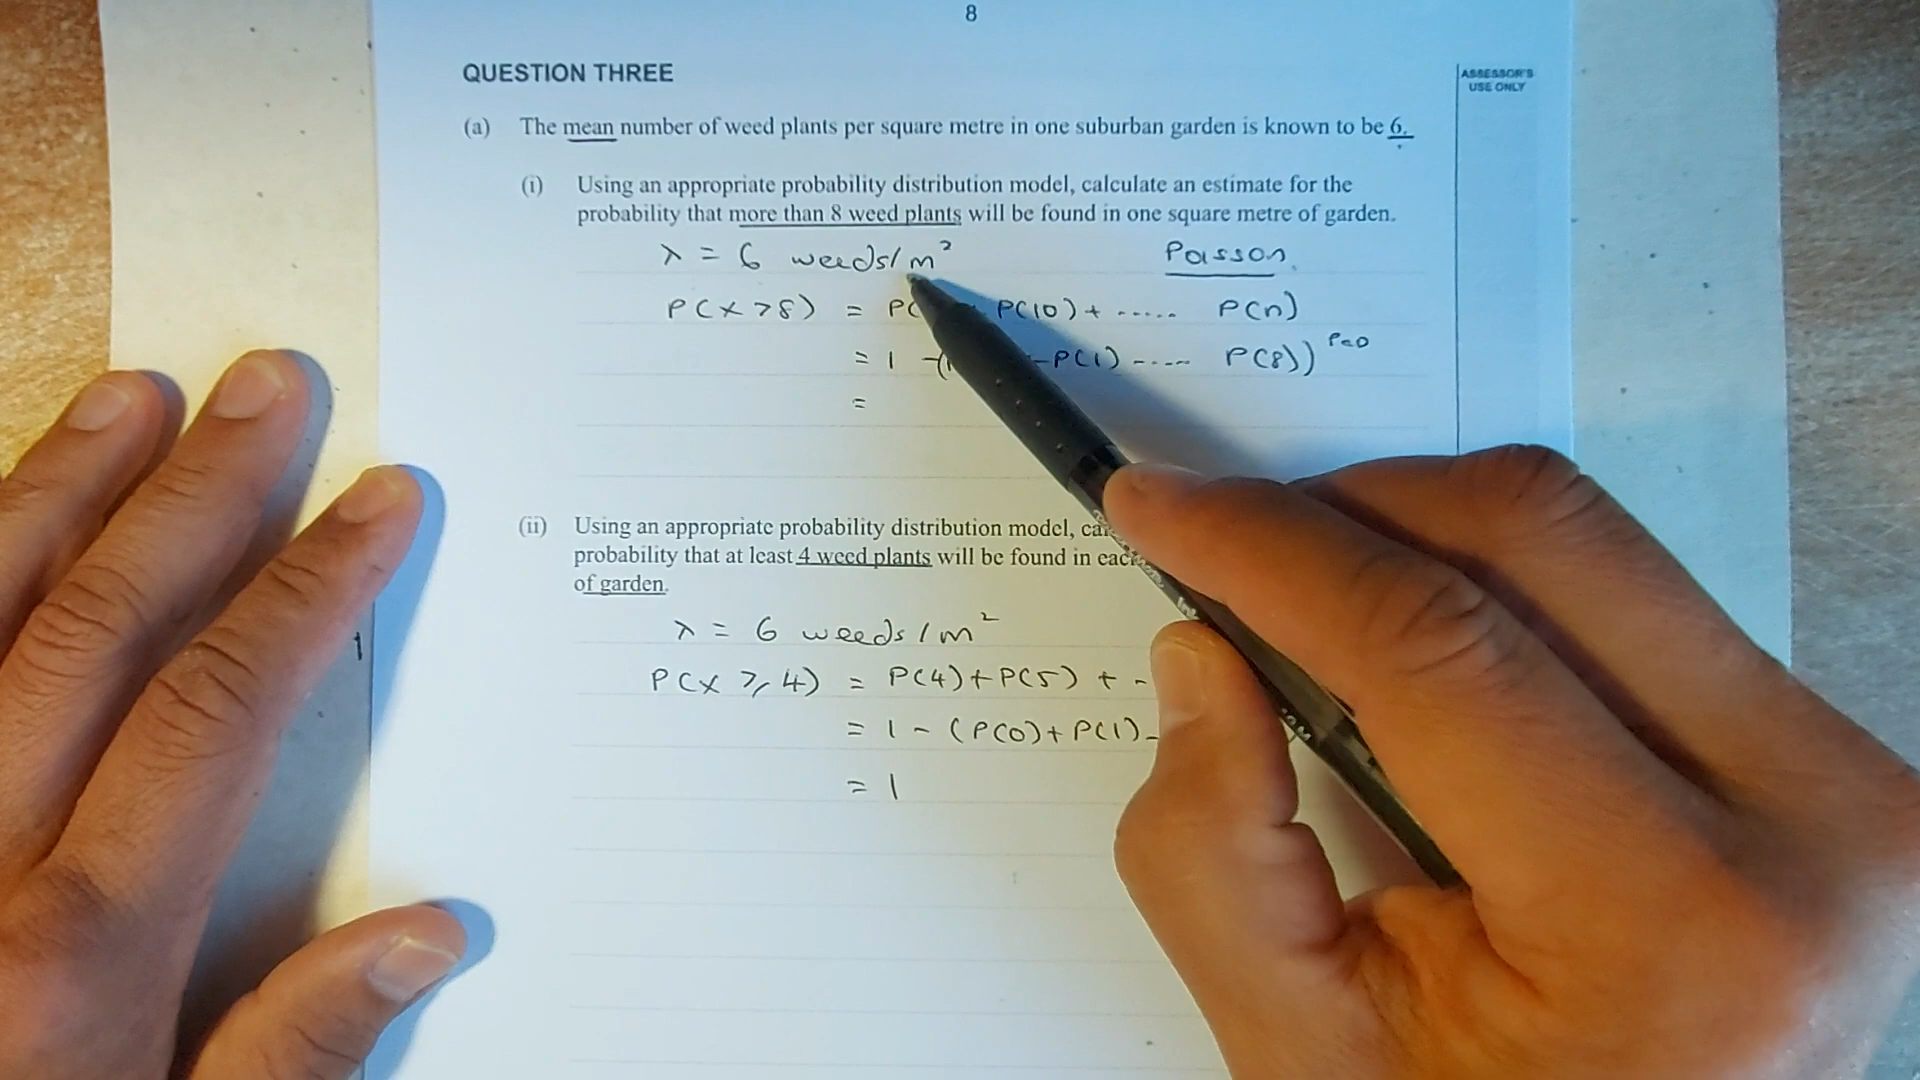 8
QUESTION THREE
ASSESSOR'S
USE ONLY
(a) The mean number of weed plants per square metre in one suburban garden is known to be 6.
(i) Using an appropriate probability distribution model, calculate an estimate for the
probability that more than 8 weed plants will be found in one square metre of garden.
λ = 6 weeds/m² Poisson
P(x>8) = P( P(10)+ ..... P(n)
= 1 -( P(1) ---- P(8))
=
(ii) Using an appropriate probability distribution model,
probability that at least 4 weed plants will be found in
of garden.
λ = 6 weeds/m²
P(x ⩾ 4) = P(4)+P(5) + -
= 1 - (P(0)+P(1)-
= 1
1